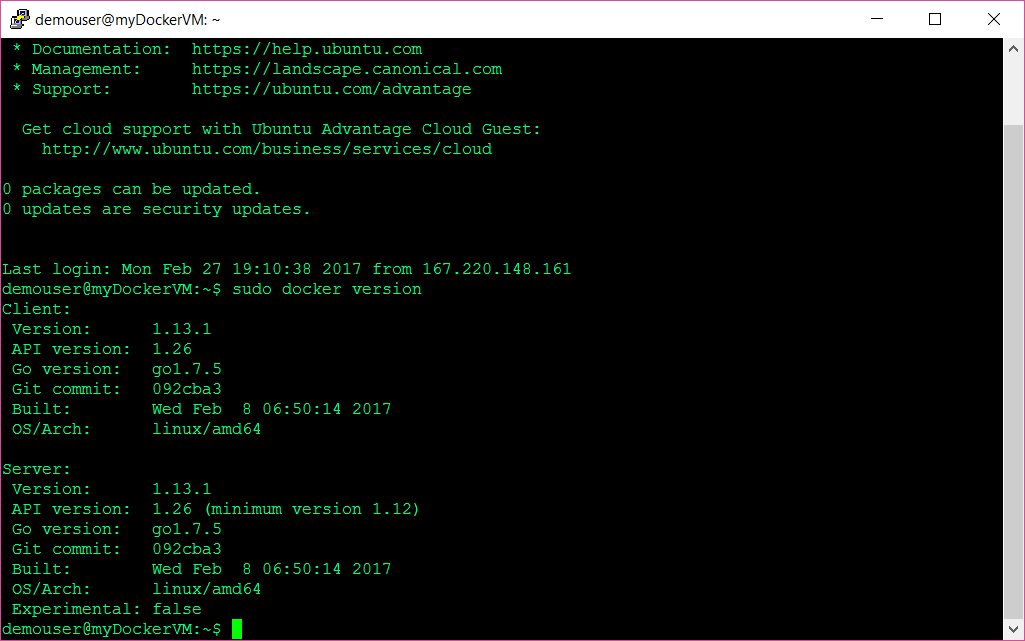 demouser@myDockerVM: ~
* Documentation:  https://help.ubuntu.com
* Management:     https://landscape.canonical.com
* Support:        https://ubuntu.com/advantage
Get cloud support with Ubuntu Advantage Cloud Guest:
http://www.ubuntu.com/business/services/cloud
0 packages can be updated.
0 updates are security updates.
Last login: Mon Feb 27 19:10:38 2017 from 167.220.148.161
demouser@myDockerVM:~$ sudo docker version
Client:
Version:      1.13.1
API version:  1.26
Go version:   go1.7.5
Git commit:   092cba3
Built:        Wed Feb  8 06:50:14 2017
OS/Arch:      linux/amd64
Server:
Version:      1.13.1
API version:  1.26 (minimum version 1.12)
Go version:   go1.7.5
Git commit:   092cba3
Built:        Wed Feb  8 06:50:14 2017
OS/Arch:      linux/amd64
Experimental: false
demouser@myDockerVM:~$